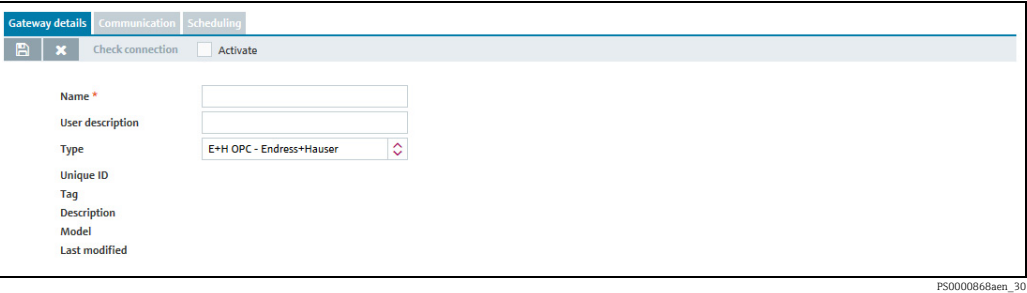 Gateway details Communication Scheduling
Check connection Activate
Name *
User description
Type E+H OPC - Endress+Hauser
Unique ID
Tag
Description
Model
Last modified
PS0000868aen_30